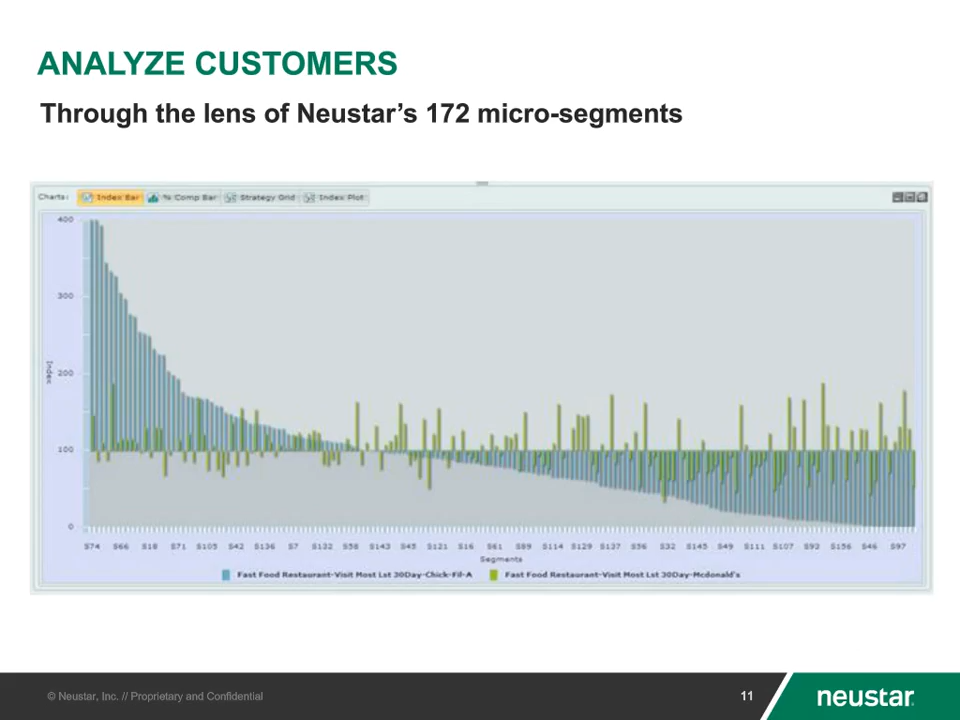 ANALYZE CUSTOMERS
Through the lens of Neustar's 172 micro-segments
Charts: Index Bar % Comp Bar Strategy Grid Index Plot
400
300
Index
200
100
0
S74 S66 S18 S71 S105 S42 S136 S7 S132 S58 S143 S45 S121 S16 S61 S89 S114 S129 S137 S56 S32 S145 S49 S111 S107 S93 S156 S46 S97
Segments
Fast Food Restaurant-Visit Most Lst 30Day-Chick-Fil-A Fast Food Restaurant-Visit Most Lst 30Day-Mcdonald's
© Neustar, Inc. // Proprietary and Confidential
11
neustar